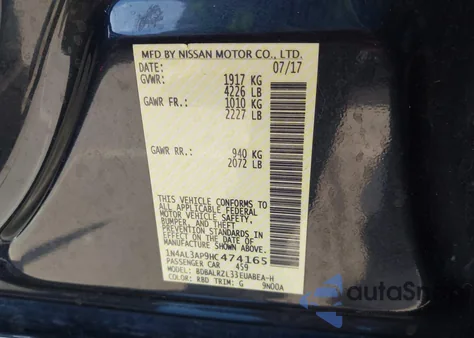 MFD BY NISSAN MOTOR CO., LTD.
DATE: 07/17
GVWR: 1917 KG
4226 LB
GAWR FR.: 1010 KG
2227 LB
GAWR RR.: 940 KG
2072 LB
THIS VEHICLE CONFORMS TO
ALL APPLICABLE FEDERAL
MOTOR VEHICLE SAFETY,
BUMPER, AND THEFT
PREVENTION STANDARDS
IN EFFECT ON THE DATE OF
MANUFACTURE SHOWN ABOVE.
1N4AL3AP9HC474165
PASSENGER CAR 459
MODEL: BDBALRZL33EUABEA-H
COLOR: RBD TRIM: G 9N00A
autoSna